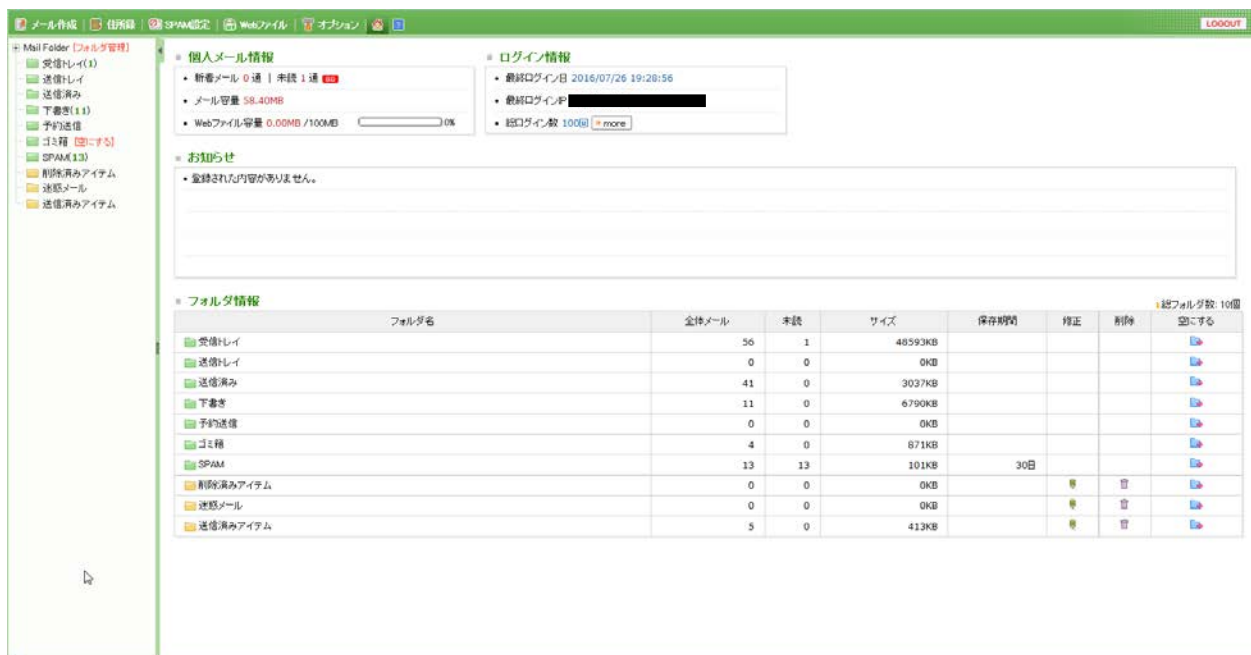 メール作成 | 住所録 | SPAM設定 | Webファイル | オプション
LOGOUT
Mail Folder [フォルダ管理]
受信トレイ(1)
送信トレイ
送信済み
下書き(11)
予約送信
ゴミ箱 [空にする]
SPAM(13)
削除済みアイテム
迷惑メール
送信済みアイテム
個人メール情報
• 新着メール 0 通 | 未読 1 通 GO
• メール容量 58.40MB
• Webファイル容量 0.00MB /100MB 0%
ログイン情報
• 最終ログイン日 2016/07/26 19:28:56
• 最終ログインIP
• 総ログイン数 100回 more
お知らせ
• 登録された内容がありません。
フォルダ情報
総フォルダ数: 10個
フォルダ名 全体メール 未読 サイズ 保存期間 修正 削除 空にする
受信トレイ 56 1 48593KB
送信トレイ 0 0 0KB
送信済み 41 0 3037KB
下書き 11 0 6790KB
予約送信 0 0 0KB
ゴミ箱 4 0 871KB
SPAM 13 13 101KB 30日
削除済みアイテム 0 0 0KB
迷惑メール 0 0 0KB
送信済みアイテム 5 0 413KB